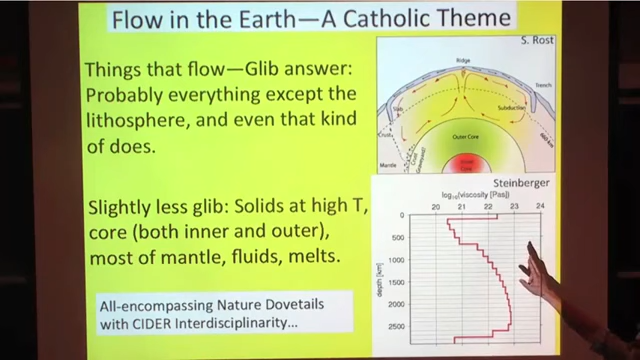 Flow in the Earth—A Catholic Theme
Things that flow—Glib answer:
Probably everything except the
lithosphere, and even that kind
of does.
Slightly less glib: Solids at high T,
core (both inner and outer),
most of mantle, fluids, melts.
All-encompassing Nature Dovetails
with CIDER Interdisciplinarity...
S. Rost
Ridge
Trench
Slab
Subduction
Crust
Mantle
Outer Core
Steinberger
log10(viscosity [Pas])
20 21 22 23 24
0
500
1000
1500
2000
2500
depth [km]